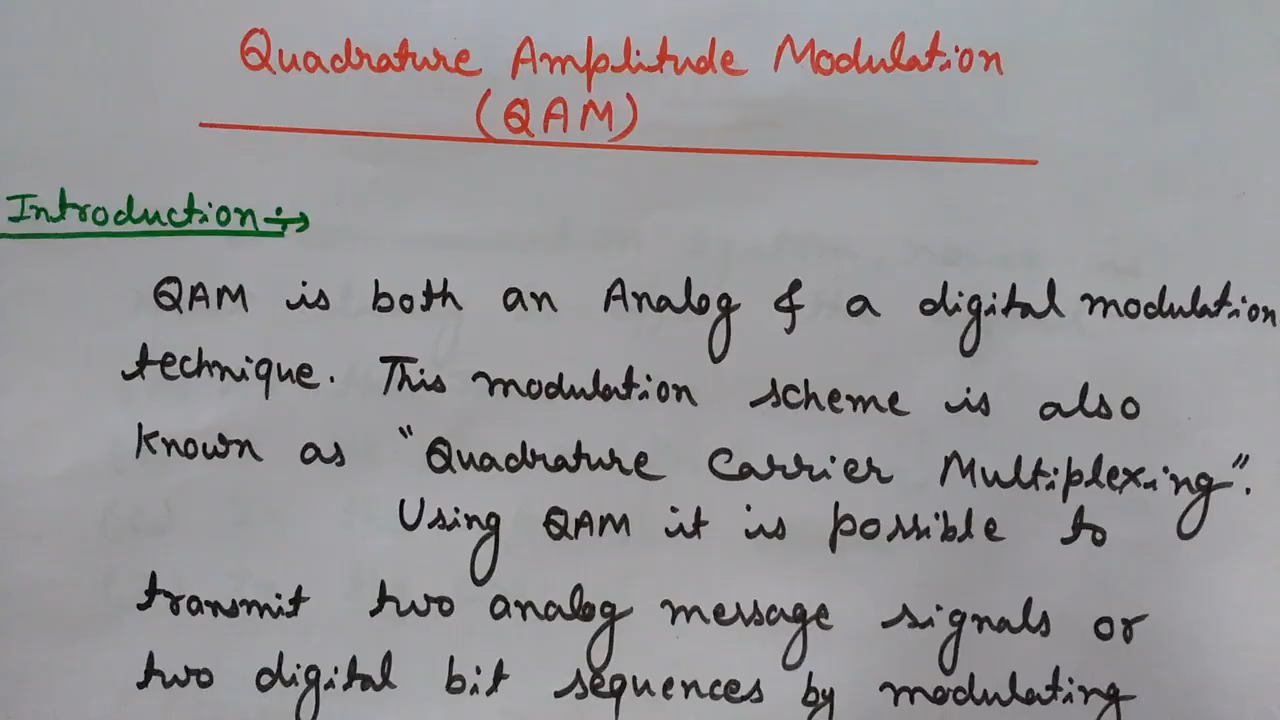 Quadrature Amplitude Modulation
(QAM)
Introduction:→
QAM is both an Analog & a digital modulation
technique. This modulation scheme is also
known as "Quadrature Carrier Multiplexing".
Using QAM it is possible to
transmit two analog message signals or
two digital bit sequences by modulating